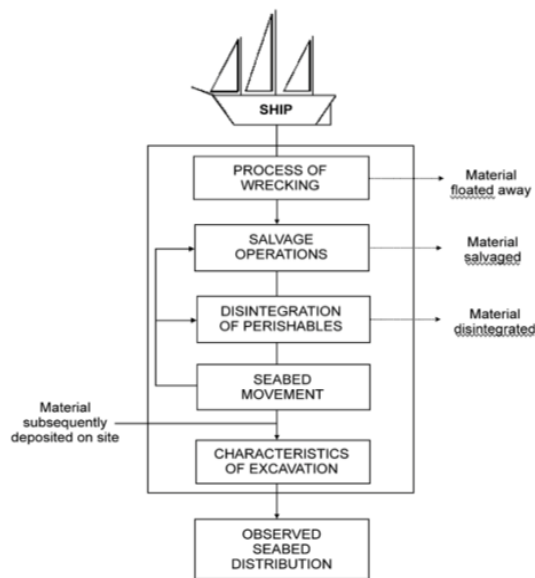 SHIP
PROCESS OF
WRECKING
Material
floated away
SALVAGE
OPERATIONS
Material
salvaged
DISINTEGRATION
OF PERISHABLES
Material
disintegrated
SEABED
MOVEMENT
Material
subsequently
deposited on site
CHARACTERISTICS
OF EXCAVATION
OBSERVED
SEABED
DISTRIBUTION